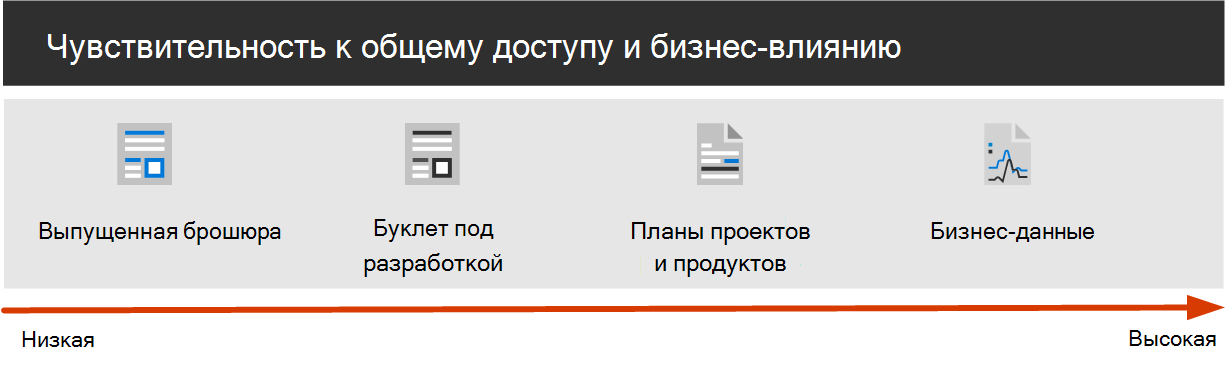 Чувствительность к общему доступу и бизнес-влиянию
Выпущенная брошюра
Буклет под
разработкой
Планы проектов
и продуктов
Бизнес-данные
Низкая
Высокая